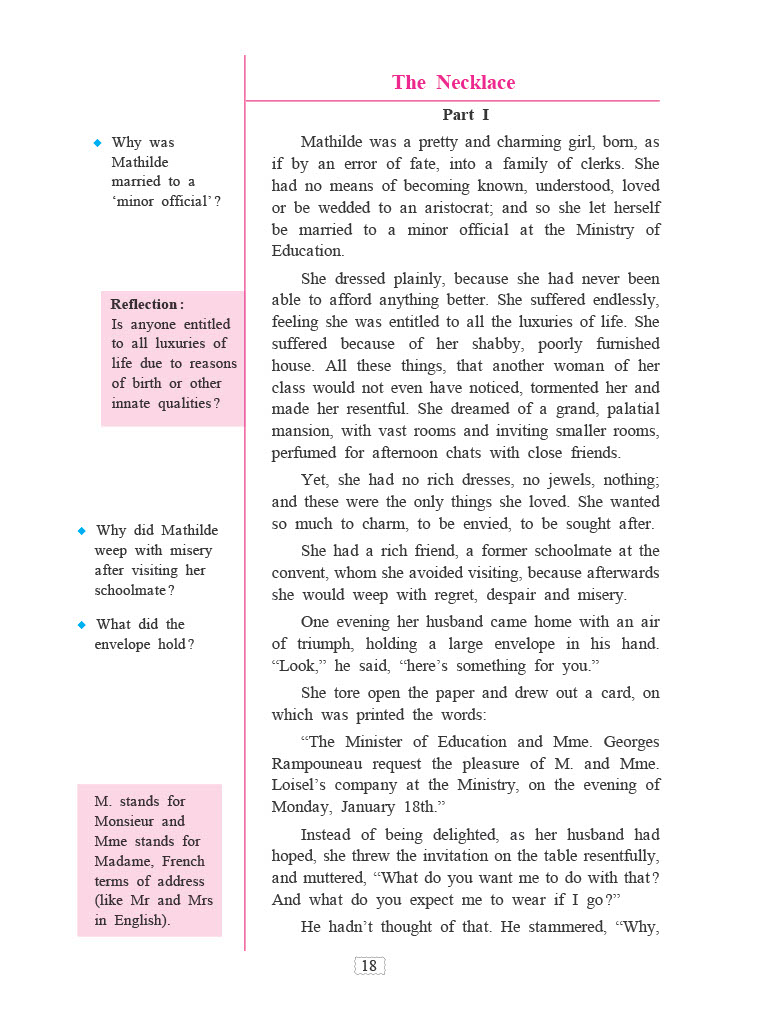 The Necklace
Part I
◆ Why was
Mathilde
married to a
‘minor official’?
Mathilde was a pretty and charming girl, born, as
if by an error of fate, into a family of clerks. She
had no means of becoming known, understood, loved
or be wedded to an aristocrat; and so she let herself
be married to a minor official at the Ministry of
Education.
Reflection :
Is anyone entitled
to all luxuries of
life due to reasons
of birth or other
innate qualities?
She dressed plainly, because she had never been
able to afford anything better. She suffered endlessly,
feeling she was entitled to all the luxuries of life. She
suffered because of her shabby, poorly furnished
house. All these things, that another woman of her
class would not even have noticed, tormented her and
made her resentful. She dreamed of a grand, palatial
mansion, with vast rooms and inviting smaller rooms,
perfumed for afternoon chats with close friends.
Yet, she had no rich dresses, no jewels, nothing;
and these were the only things she loved. She wanted
so much to charm, to be envied, to be sought after.
◆ Why did Mathilde
weep with misery
after visiting her
schoolmate?
She had a rich friend, a former schoolmate at the
convent, whom she avoided visiting, because afterwards
she would weep with regret, despair and misery.
◆ What did the
envelope hold?
One evening her husband came home with an air
of triumph, holding a large envelope in his hand.
“Look,” he said, “here’s something for you.”
She tore open the paper and drew out a card, on
which was printed the words:
“The Minister of Education and Mme. Georges
Rampouneau request the pleasure of M. and Mme.
Loisel’s company at the Ministry, on the evening of
Monday, January 18th.”
M. stands for
Monsieur and
Mme stands for
Madame, French
terms of address
(like Mr and Mrs
in English).
Instead of being delighted, as her husband had
hoped, she threw the invitation on the table resentfully,
and muttered, “What do you want me to do with that?
And what do you expect me to wear if I go?”
He hadn’t thought of that. He stammered, “Why,
18